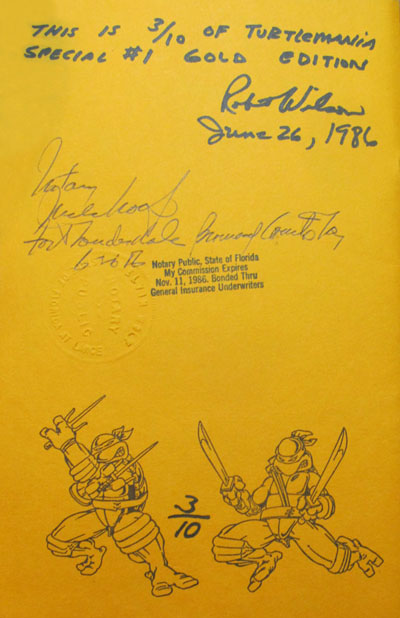 THIS IS 3/10 OF TURTLEMANIA
SPECIAL #1 GOLD EDITION
Robt Wilson
June 26, 1986
Notary
Fort Lauderdale Broward County
Notary Public, State of Florida
My Commission Expires
Nov. 11, 1986. Bonded Thru
General Insurance Underwriters
3/10